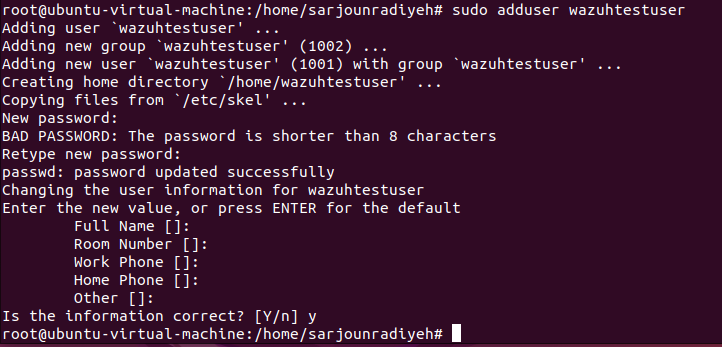 root@ubuntu-virtual-machine:/home/sarjounradiyeh# sudo adduser wazuhtestuser
Adding user `wazuhtestuser' ...
Adding new group `wazuhtestuser' (1002) ...
Adding new user `wazuhtestuser' (1001) with group `wazuhtestuser' ...
Creating home directory `/home/wazuhtestuser' ...
Copying files from `/etc/skel' ...
New password:
BAD PASSWORD: The password is shorter than 8 characters
Retype new password:
passwd: password updated successfully
Changing the user information for wazuhtestuser
Enter the new value, or press ENTER for the default
        Full Name []:
        Room Number []:
        Work Phone []:
        Home Phone []:
        Other []:
Is the information correct? [Y/n] y
root@ubuntu-virtual-machine:/home/sarjounradiyeh#